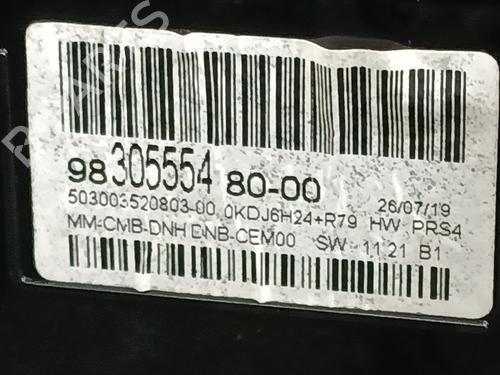 98 305554 80-00
503003520803-00 0KDJ6H24+R79 HW PRS4
26/07/19
MM-CMB-DNH DNB-CEM00 SW 11.21 B1